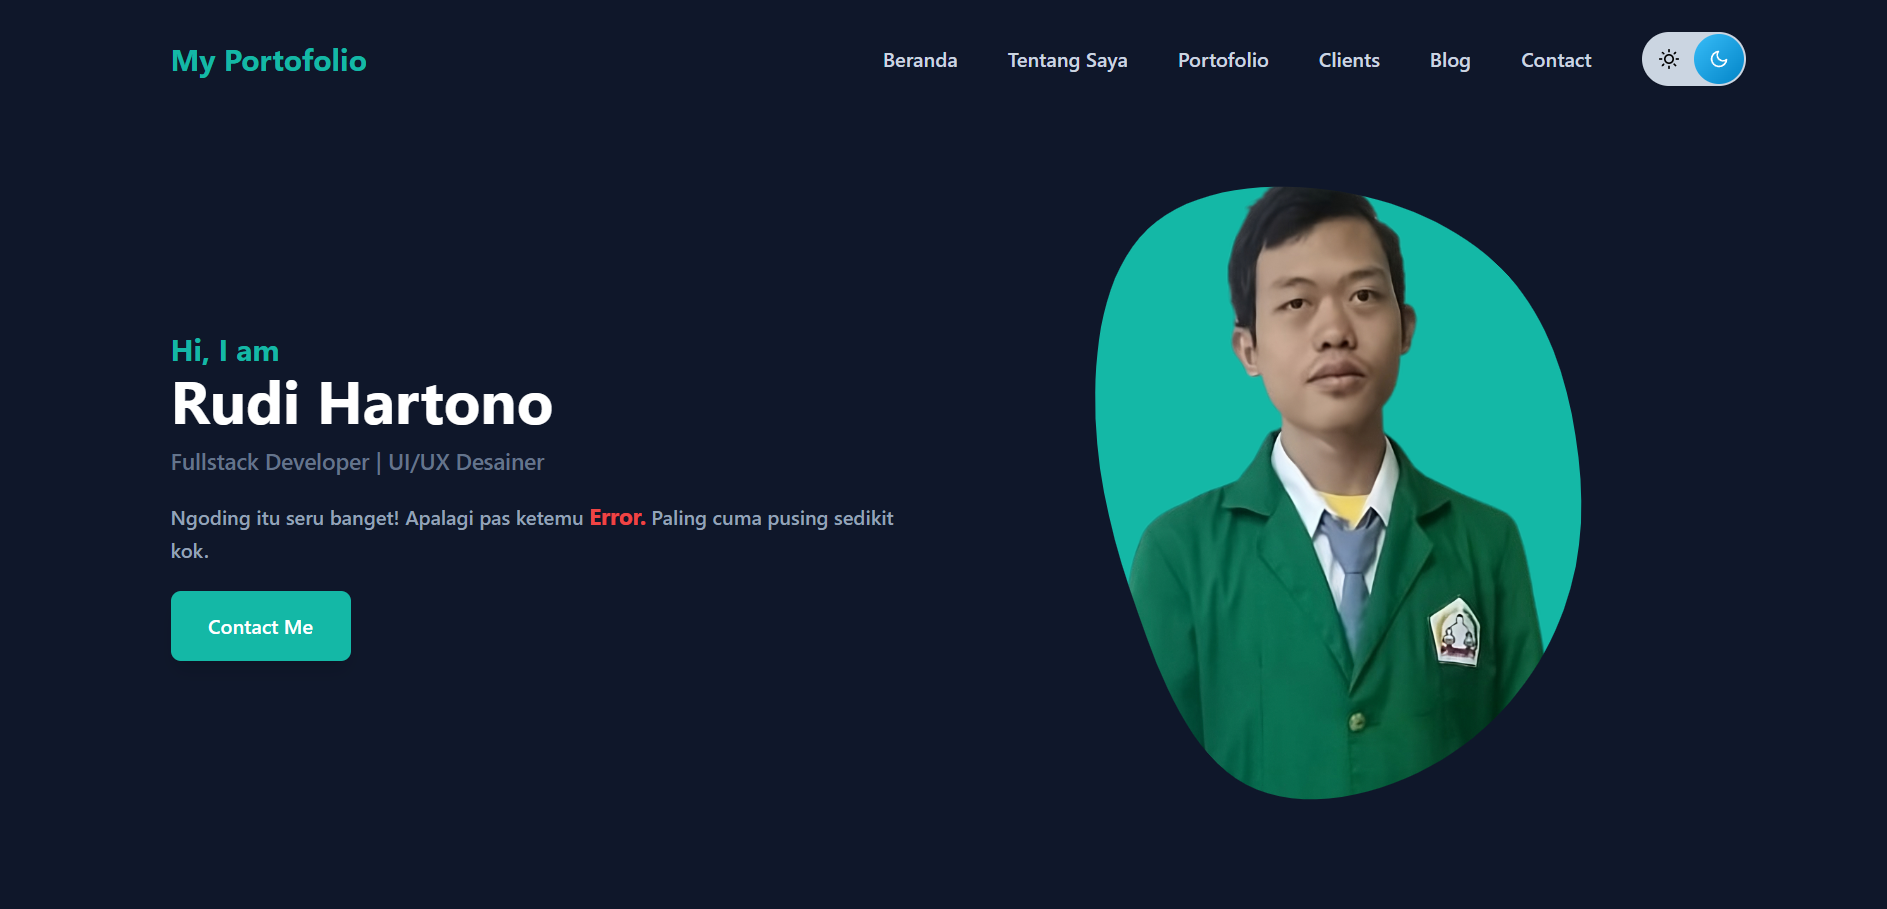 My Portofolio
Beranda
Tentang Saya
Portofolio
Clients
Blog
Contact
Hi, I am
Rudi Hartono
Fullstack Developer | UI/UX Desainer
Ngoding itu seru banget! Apalagi pas ketemu Error. Paling cuma pusing sedikit
kok.
Contact Me